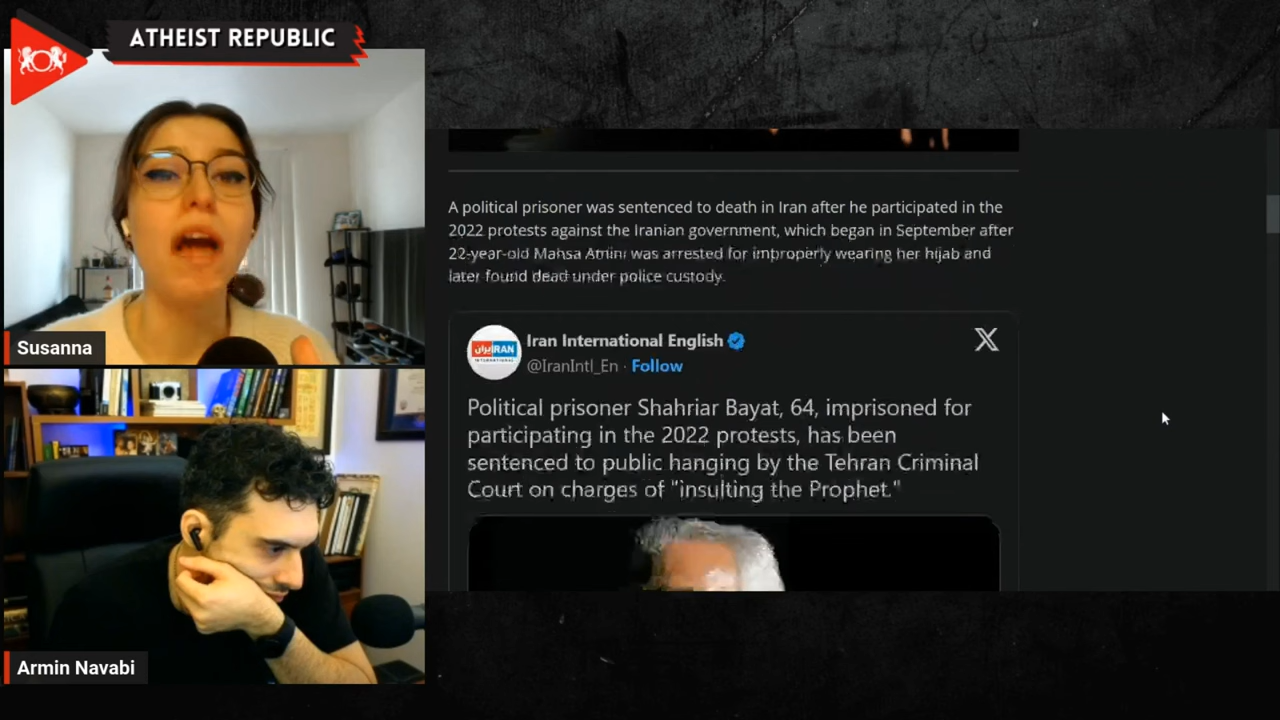 ATHEIST REPUBLIC
Susanna
Armin Navabi
A political prisoner was sentenced to death in Iran after he participated in the
2022 protests against the Iranian government, which began in September after
22-year-old Mahsa Amini was arrested for improperly wearing her hijab and
later found dead under police custody.
ایران IRAN
INTERNATIONAL
Iran International English
@IranIntl_En · Follow
Political prisoner Shahriar Bayat, 64, imprisoned for
participating in the 2022 protests, has been
sentenced to public hanging by the Tehran Criminal
Court on charges of "insulting the Prophet."